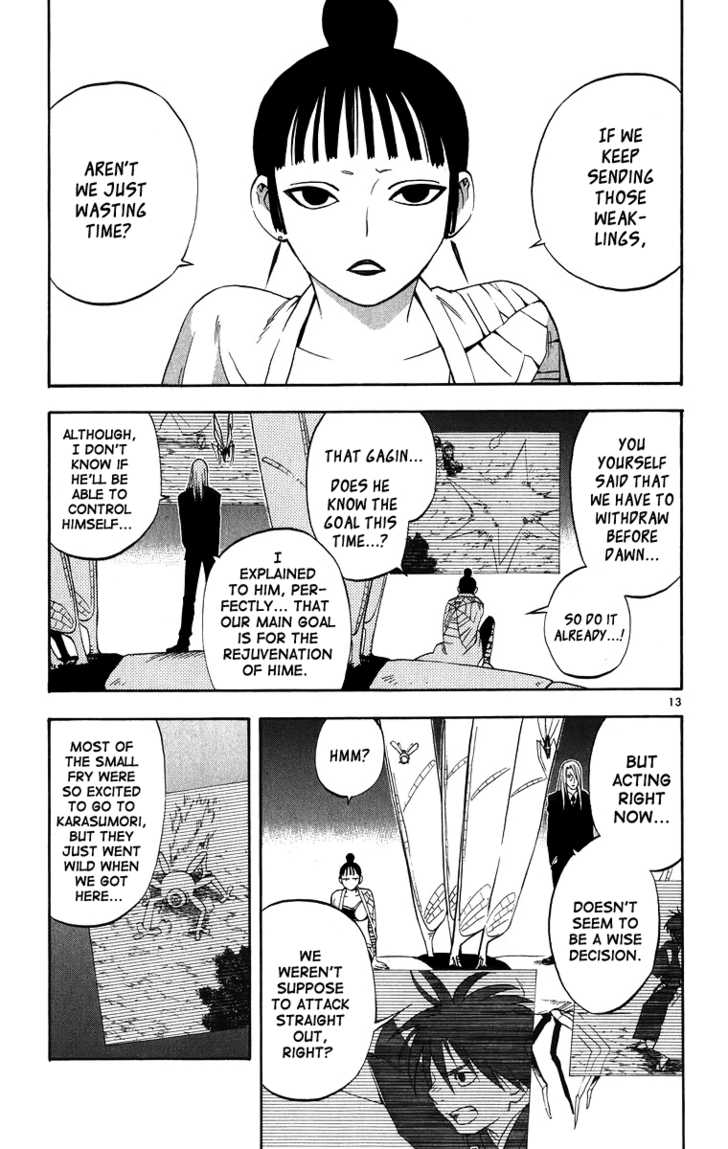 IF WE
KEEP
SENDING
THOSE
WEAK-
LINGS,
AREN'T
WE JUST
WASTING
TIME?
YOU
YOURSELF
SAID THAT
WE HAVE TO
WITHDRAW
BEFORE
DAWN...
SO DO IT
ALREADY...!
THAT GAGIN...
DOES HE
KNOW THE
GOAL THIS
TIME...?
I
EXPLAINED
TO HIM, PER-
FECTLY... THAT
OUR MAIN GOAL
IS FOR THE
REJUVENATION
OF HIME.
ALTHOUGH,
I DON'T
KNOW IF
HE'LL BE
ABLE TO
CONTROL
HIMSELF...
13
BUT
ACTING
RIGHT
NOW...
DOESN'T
SEEM TO
BE A WISE
DECISION.
HMM?
WE
WEREN'T
SUPPOSE
TO ATTACK
STRAIGHT
OUT,
RIGHT?
MOST OF
THE SMALL
FRY WERE
SO EXCITED
TO GO TO
KARASUMORI,
BUT THEY
JUST WENT
WILD WHEN
WE GOT
HERE...